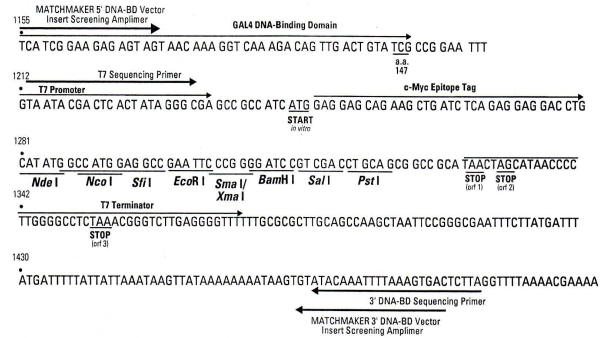 MATCHMAKER 5' DNA-BD Vector
1155 Insert Screening Amplimer GAL4 DNA-Binding Domain
TCA TCG GAA GAG AGT AGT AAC AAA GGT CAA AGA CAG TTG ACT GTA TCG CCG GAA TTT
a.a.
147
1212 T7 Sequencing Primer
T7 Promoter c-Myc Epitope Tag
GTA ATA CGA CTC ACT ATA GGG CGA GCC GCC ATC ATG GAG GAG CAG AAG CTG ATC TCA GAG GAG GAC CTG
START
in vitro
1281
CAT ATG GCC ATG GAG GCC GAA TTC CCG GGG ATC CGT CGA CCT GCA GCG GCC GCA TAACTAGCATAACCCC
Nde I Nco I Sfi I EcoR I Sma I/ BamH I Sal I Pst I STOP STOP
Xma I (orf 1) (orf 2)
1342 T7 Terminator
TTGGGGCCTCTAAACGGGTCTTGAGGGGTTTTTTGCGCGCTTGCAGCCAAGCTAATTCCGGGCGAATTTCTTATGATTT
STOP
(orf 3)
1430
ATGATTTTTATTATTAAATAAGTTATAAAAAAAATAAGTGTATACAAATTTTAAAGTGACTCTTAGGTTTTAAAACGAAAA
3' DNA-BD Sequencing Primer
MATCHMAKER 3' DNA-BD Vector
Insert Screening Amplimer